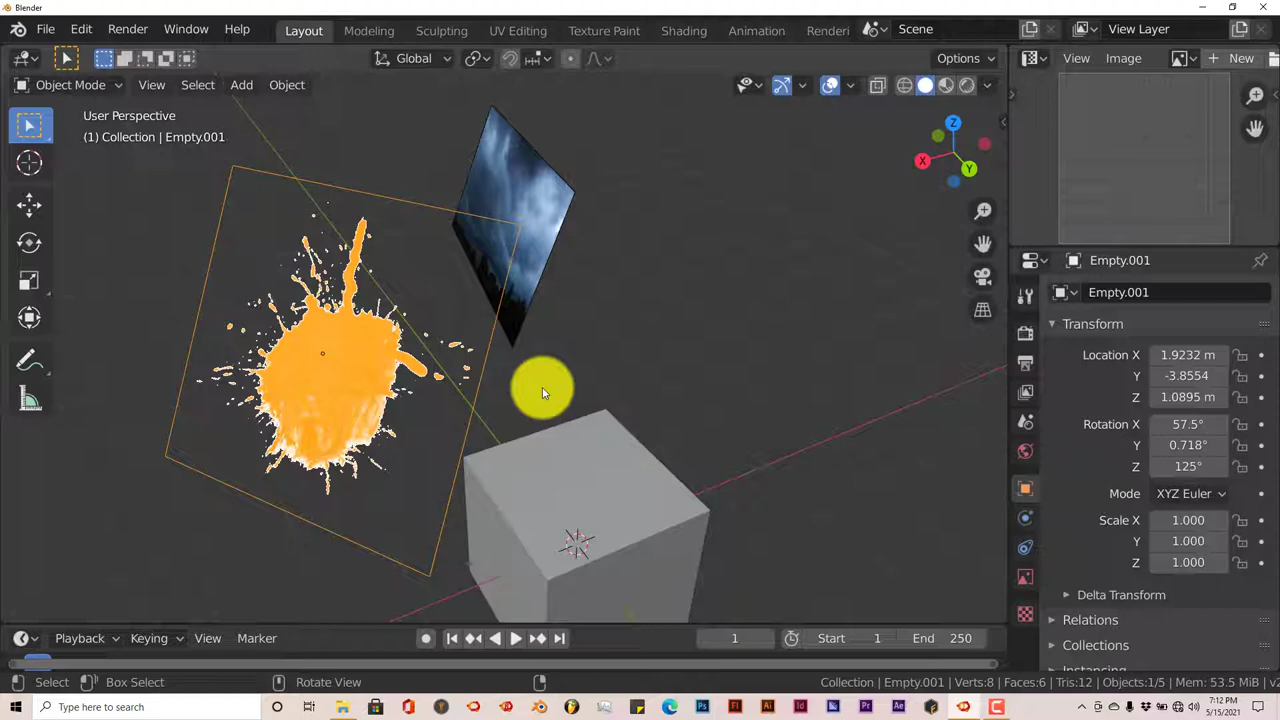 Blender
File Edit Render Window Help Layout Modeling Sculpting UV Editing Texture Paint Shading Animation Renderi Scene View Layer
Global Options View Image New
Object Mode View Select Add Object
User Perspective
(1) Collection | Empty.001
Z
X
Y
Empty.001
Empty.001
Transform
Location X 1.9232 m
Y -3.8554
Z 1.0895 m
Rotation X 57.5°
Y 0.718°
Z 125°
Mode XYZ Euler
Scale X 1.000
Y 1.000
Z 1.000
Delta Transform
Relations
Collections
Instancing
Playback Keying View Marker 1 Start 1 End 250
Select Box Select Rotate View Collection | Empty.001 | Verts:8 | Faces:6 | Tris:12 | Objects:1/5 | Mem: 53.5 MiB | v2
Type here to search
7:12 PM
5/15/2021